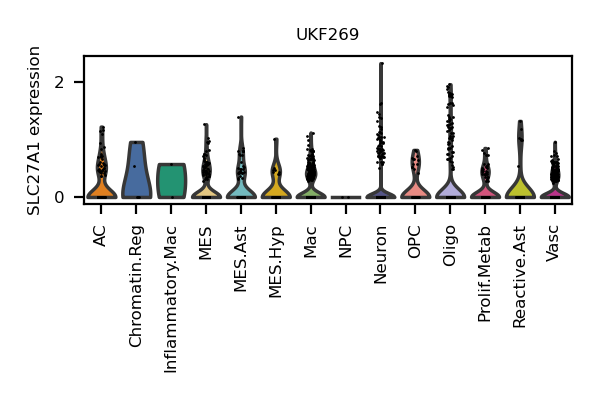 UKF269
SLC27A1 expression
2
0
AC
Chromatin.Reg
Inflammatory.Mac
MES
MES.Ast
MES.Hyp
Mac
NPC
Neuron
OPC
Oligo
Prolif.Metab
Reactive.Ast
Vasc